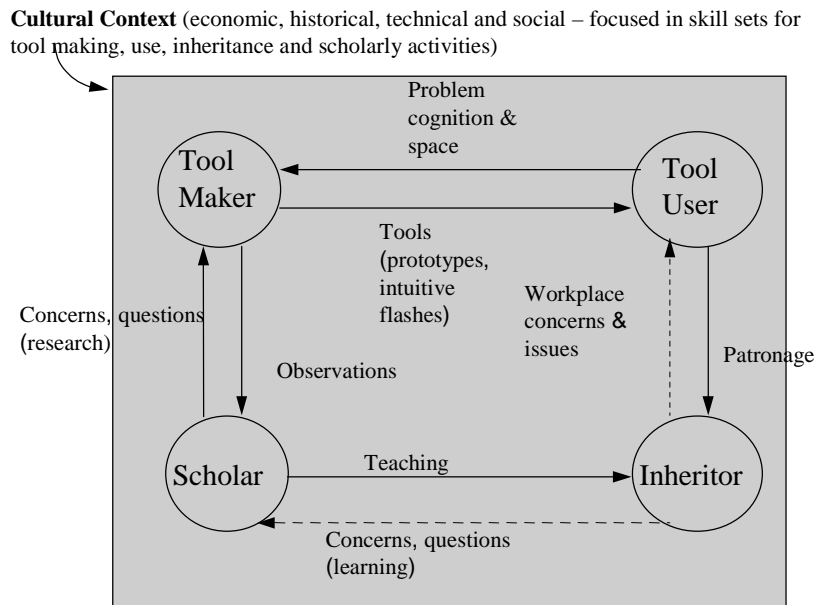 Cultural Context (economic, historical, technical and social – focused in skill sets for
tool making, use, inheritance and scholarly activities)
Problem
cognition &
space
Tool
Maker
Tool
User
Tools
(prototypes,
intuitive
flashes)
Workplace
concerns &
issues
Concerns, questions
(research)
Observations
Patronage
Scholar
Teaching
Inheritor
Concerns, questions
(learning)